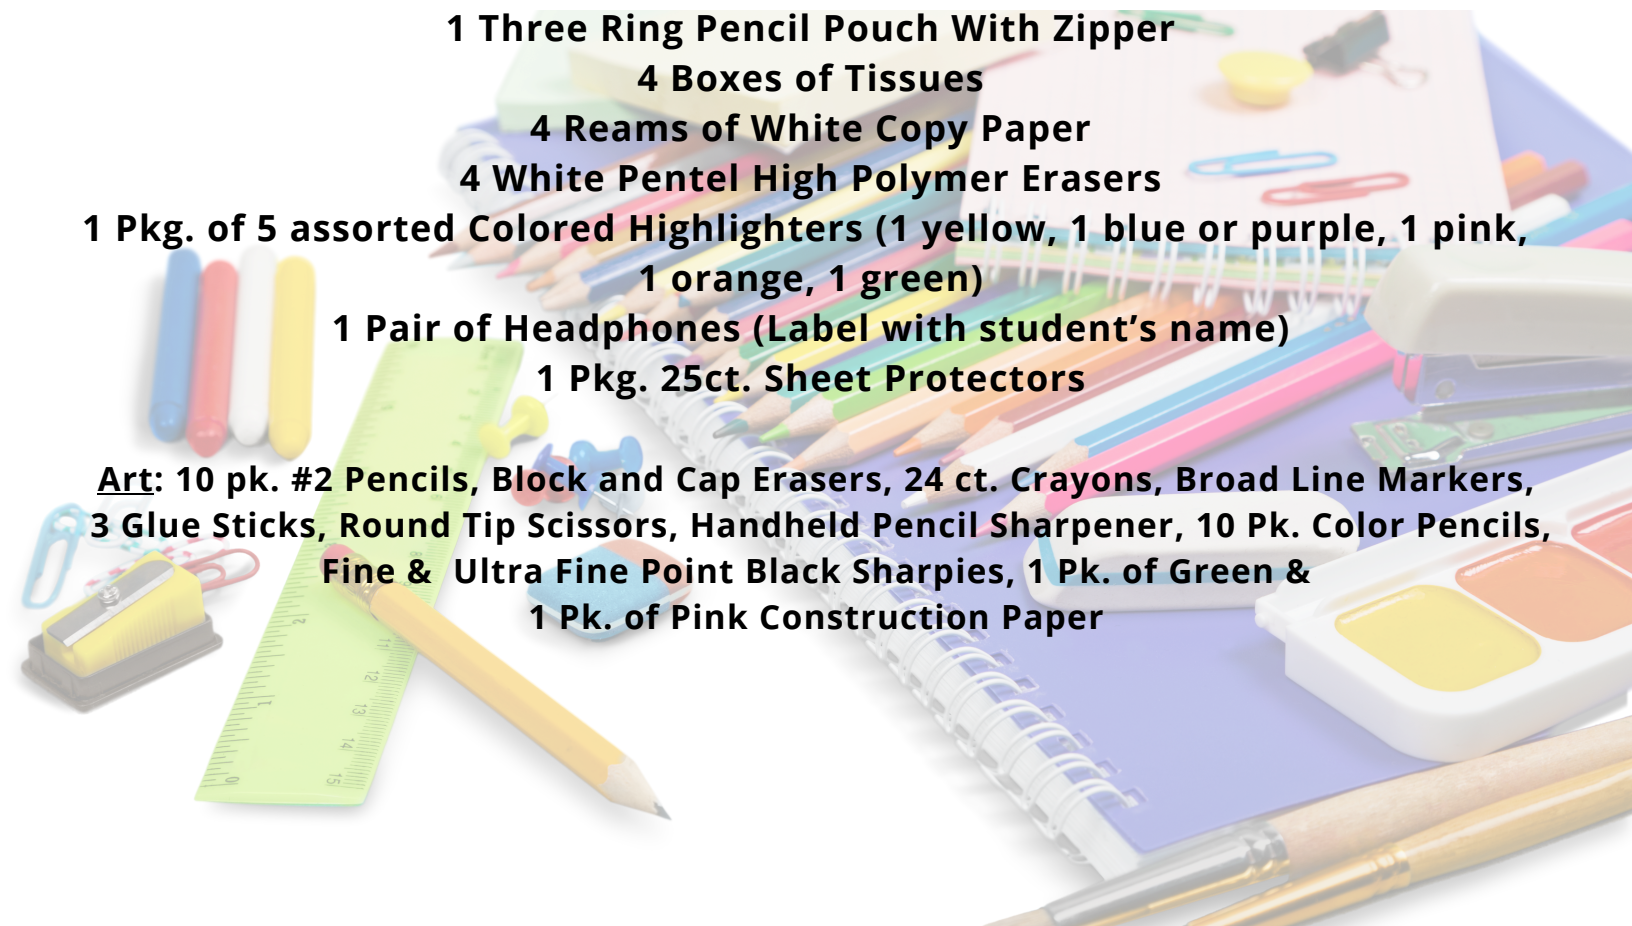 1 Three Ring Pencil Pouch With Zipper
4 Boxes of Tissues
4 Reams of White Copy Paper
4 White Pentel High Polymer Erasers
1 Pkg. of 5 assorted Colored Highlighters (1 yellow, 1 blue or purple, 1 pink,
1 orange, 1 green)
1 Pair of Headphones (Label with student’s name)
1 Pkg. 25ct. Sheet Protectors
Art: 10 pk. #2 Pencils, Block and Cap Erasers, 24 ct. Crayons, Broad Line Markers,
3 Glue Sticks, Round Tip Scissors, Handheld Pencil Sharpener, 10 Pk. Color Pencils,
Fine & Ultra Fine Point Black Sharpies, 1 Pk. of Green &
1 Pk. of Pink Construction Paper